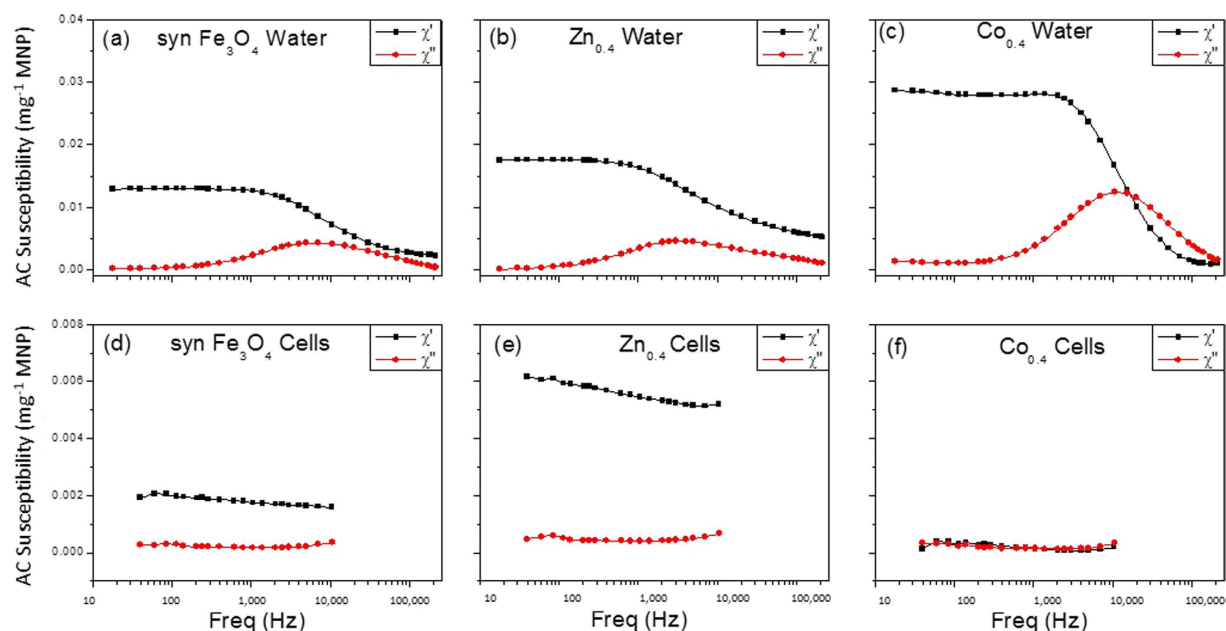 (a) syn Fe₃O₄ Water
χ'
χ"
(b) Zn₀.₄ Water
χ'
χ"
(c) Co₀.₄ Water
χ'
χ"
AC Susceptibility (mg⁻¹ MNP)
0.04
0.03
0.02
0.01
0.00
(d) syn Fe₃O₄ Cells
χ'
χ"
(e) Zn₀.₄ Cells
χ'
χ"
(f) Co₀.₄ Cells
χ'
χ"
AC Susceptibility (mg⁻¹ MNP)
0.008
0.006
0.004
0.002
0.000
10 100 1,000 10,000 100,000
10 100 1,000 10,000 100,000
10 100 1,000 10,000 100,000
Freq (Hz)
Freq (Hz)
Freq (Hz)